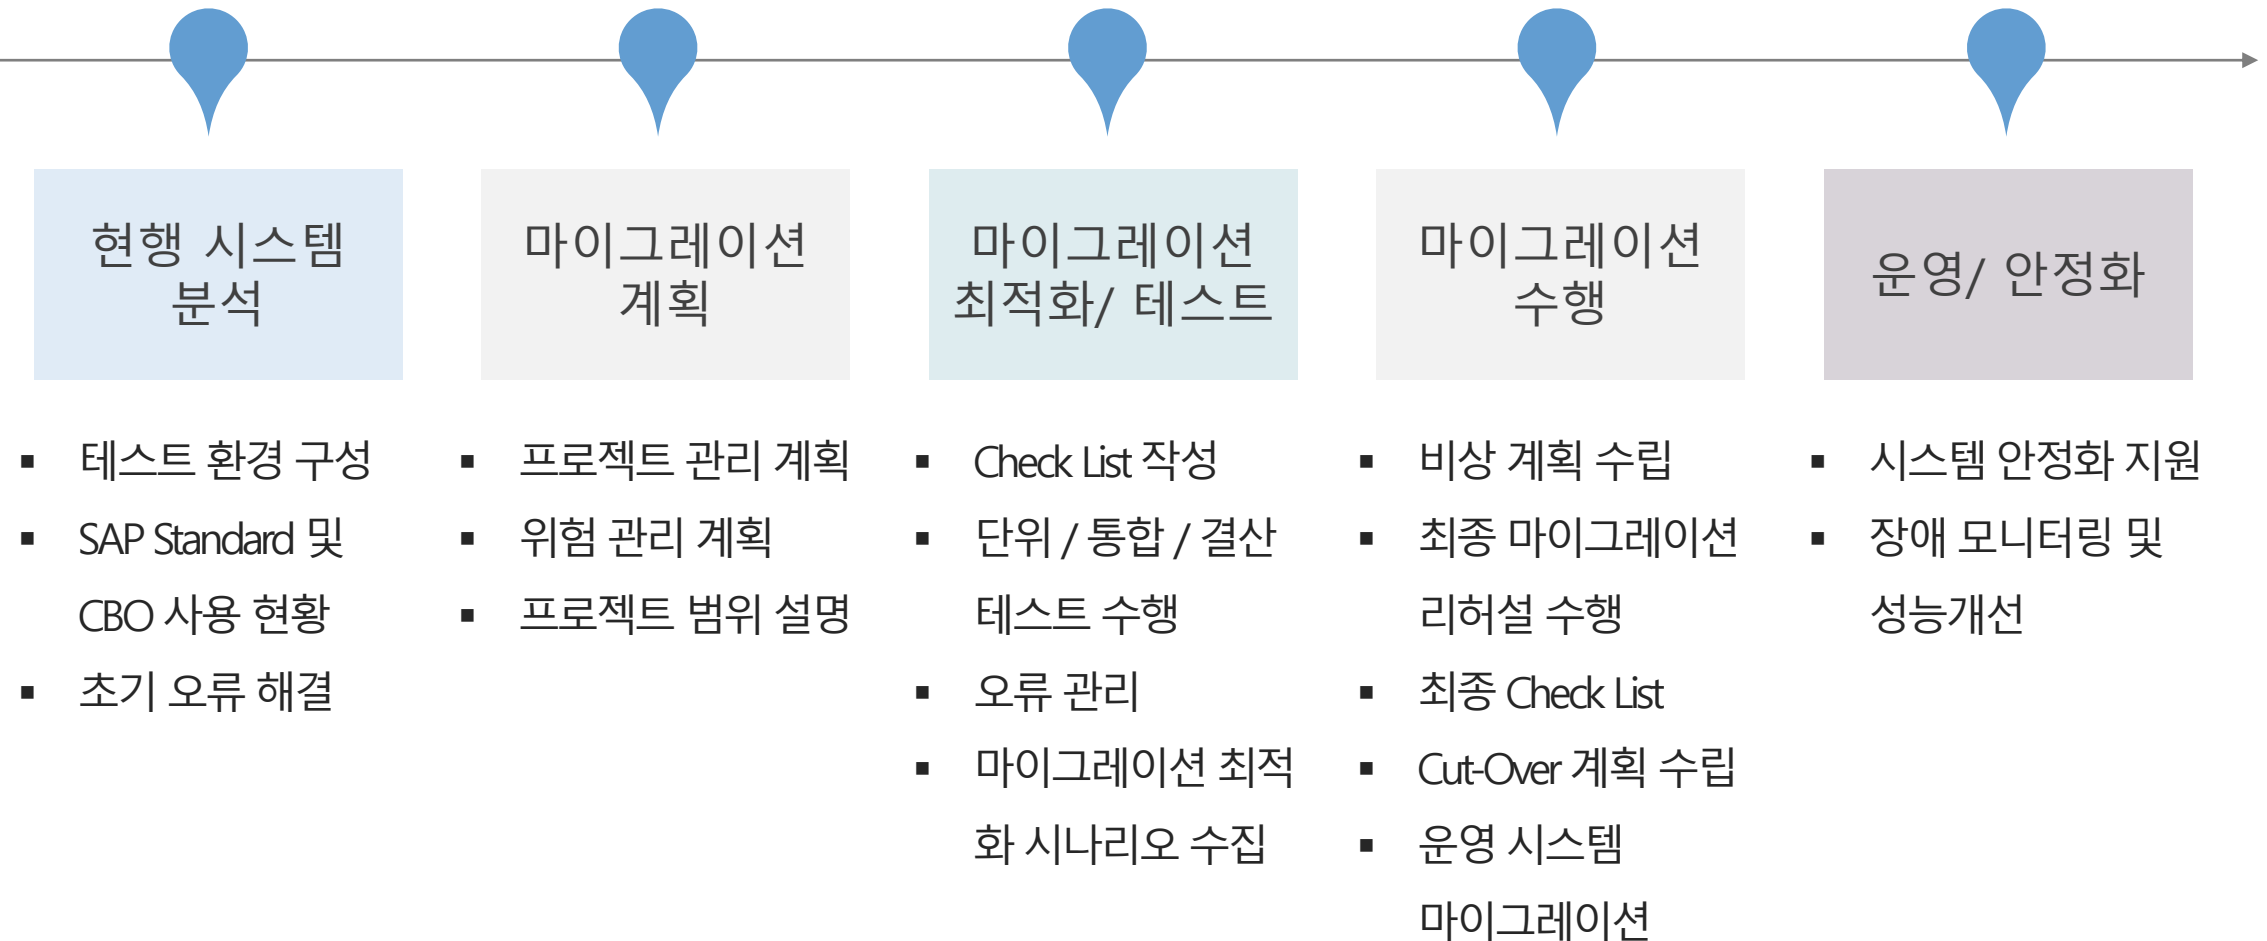 현행 시스템
분석
마이그레이션
계획
마이그레이션
최적화/ 테스트
마이그레이션
수행
운영/ 안정화
▪ 테스트 환경 구성
▪ SAP Standard 및
CBO 사용 현황
▪ 초기 오류 해결
▪ 프로젝트 관리 계획
▪ 위험 관리 계획
▪ 프로젝트 범위 설명
▪ Check List 작성
▪ 단위 / 통합 / 결산
테스트 수행
▪ 오류 관리
▪ 마이그레이션 최적
화 시나리오 수집
▪ 비상 계획 수립
▪ 최종 마이그레이션
리허설 수행
▪ 최종 Check List
▪ Cut-Over 계획 수립
▪ 운영 시스템
마이그레이션
▪ 시스템 안정화 지원
▪ 장애 모니터링 및
성능개선